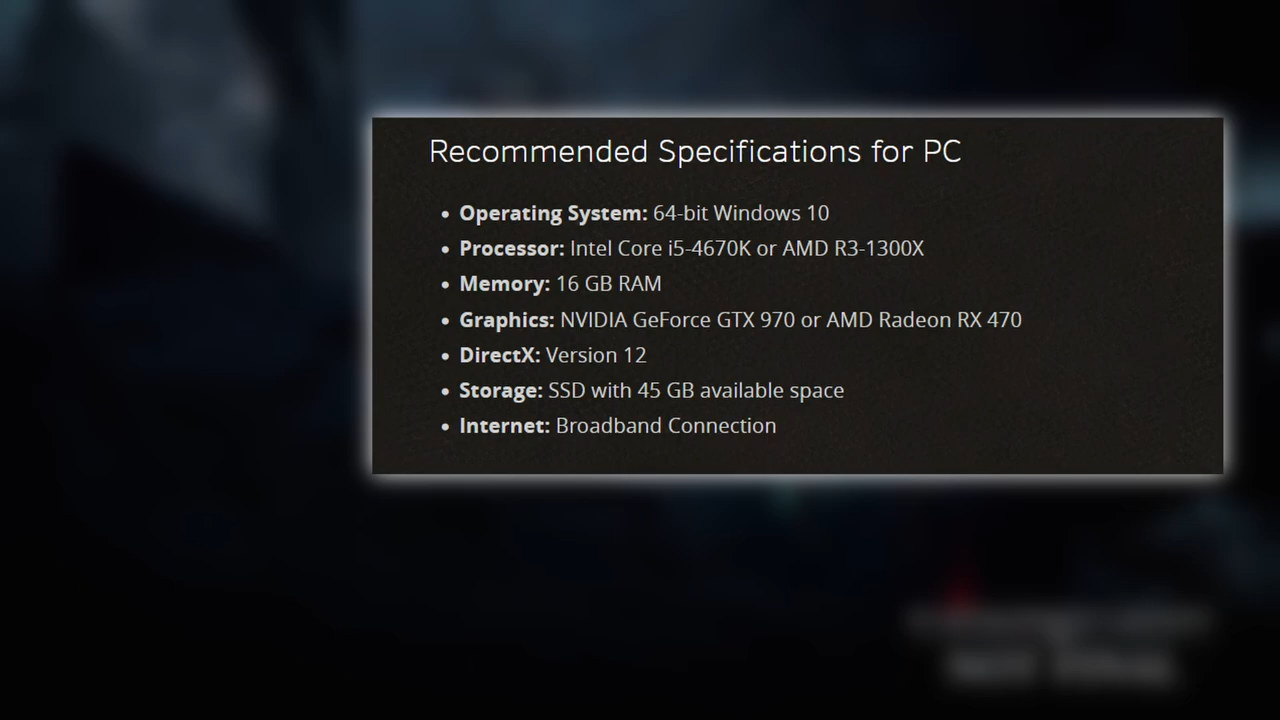 Recommended Specifications for PC
• Operating System: 64-bit Windows 10
• Processor: Intel Core i5-4670K or AMD R3-1300X
• Memory: 16 GB RAM
• Graphics: NVIDIA GeForce GTX 970 or AMD Radeon RX 470
• DirectX: Version 12
• Storage: SSD with 45 GB available space
• Internet: Broadband Connection
NOT FINAL